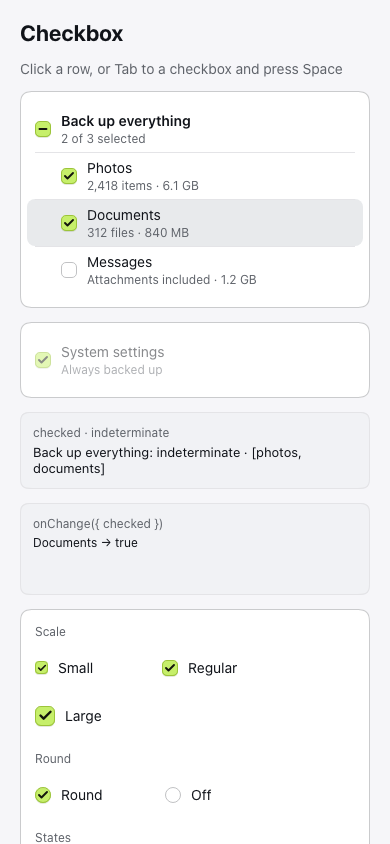 Checkbox
Click a row, or Tab to a checkbox and press Space
Back up everything
2 of 3 selected
Photos
2,418 items · 6.1 GB
Documents
312 files · 840 MB
Messages
Attachments included · 1.2 GB
System settings
Always backed up
checked · indeterminate
Back up everything: indeterminate · [photos,
documents]
onChange({ checked })
Documents → true
Scale
Small
Regular
Large
Round
Round
Off
States